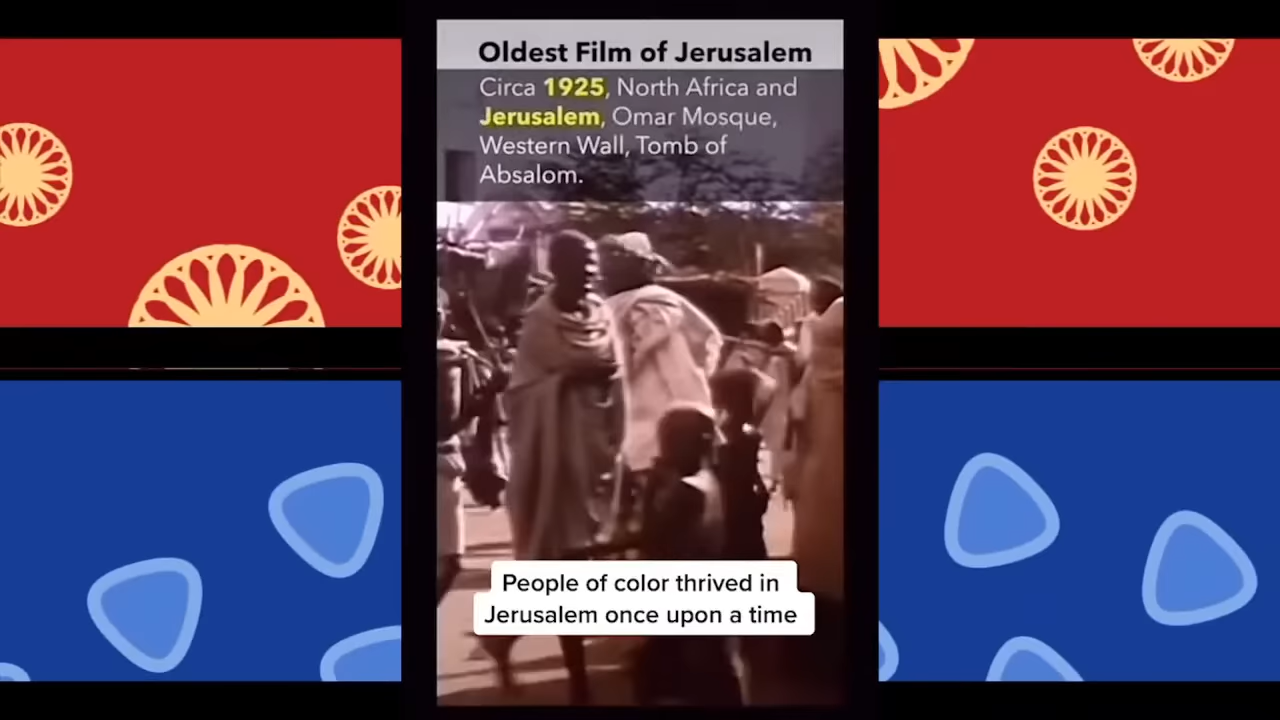 Oldest Film of Jerusalem
Circa 1925, North Africa and
Jerusalem, Omar Mosque,
Western Wall, Tomb of
Absalom.
People of color thrived in
Jerusalem once upon a time